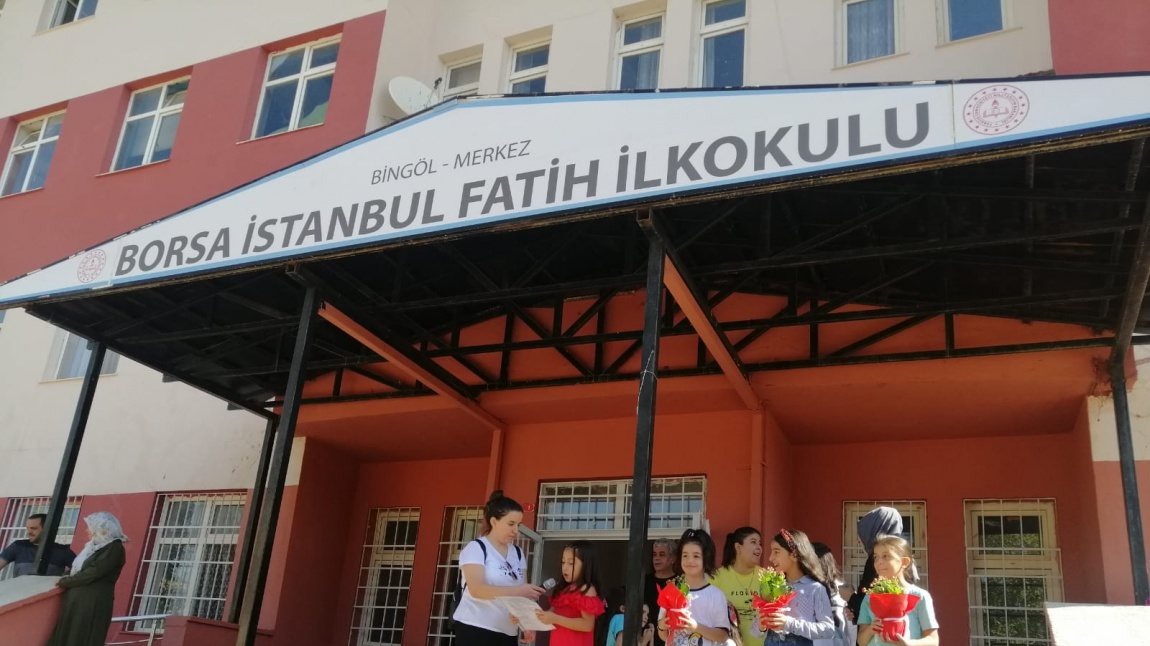 BİNGÖL - MERKEZ
BORSA İSTANBUL FATİH İLKOKULU